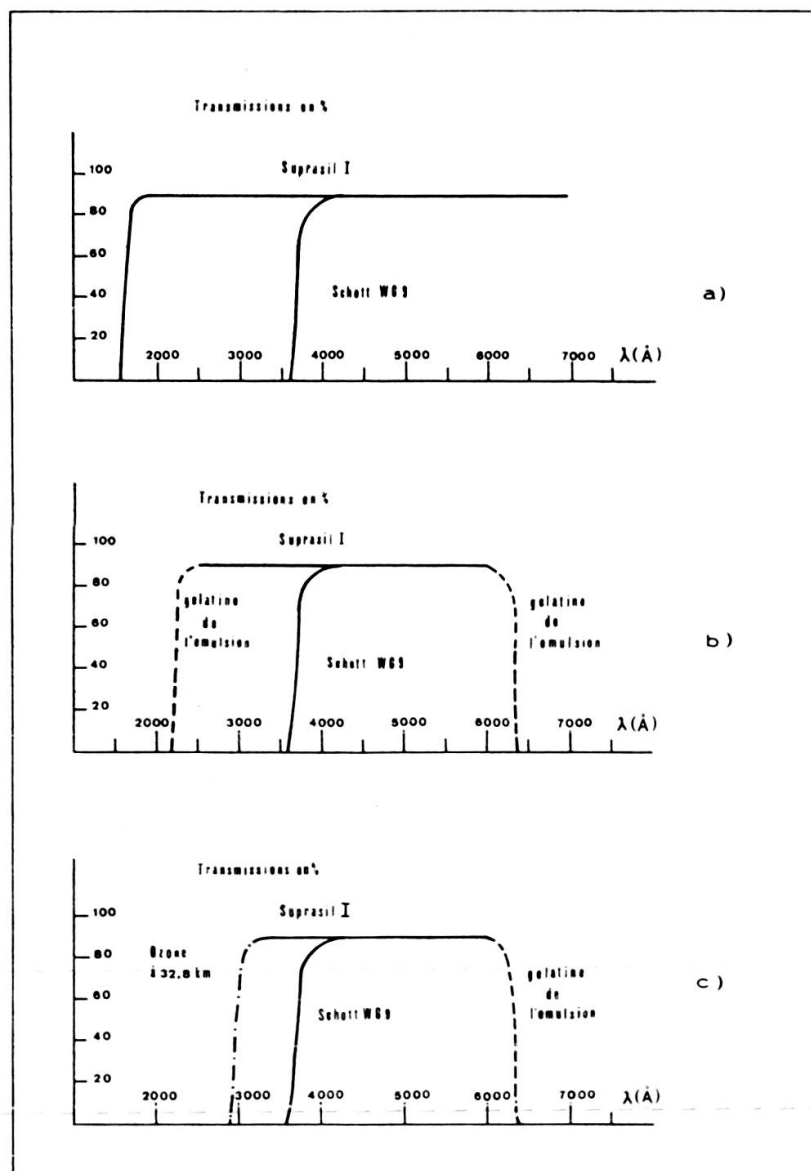 Transmissions en %
100
Suprasil I
80
60
40
Schott WG9
a)
20
2000 3000 4000 5000 6000 7000 λ(Å)
Transmissions en %
100
Suprasil I
80
gelatine
de
l'emulsion
gelatine
de
l'emulsion
60
40
Schott WG9
b)
20
2000 3000 4000 5000 6000 7000 λ(Å)
Transmissions en %
100
Suprasil I
80
Ozone
à 32,8 km
gelatine
de
l'emulsion
60
Schott WG9
c)
40
20
2000 3000 4000 5000 6000 7000 λ(Å)